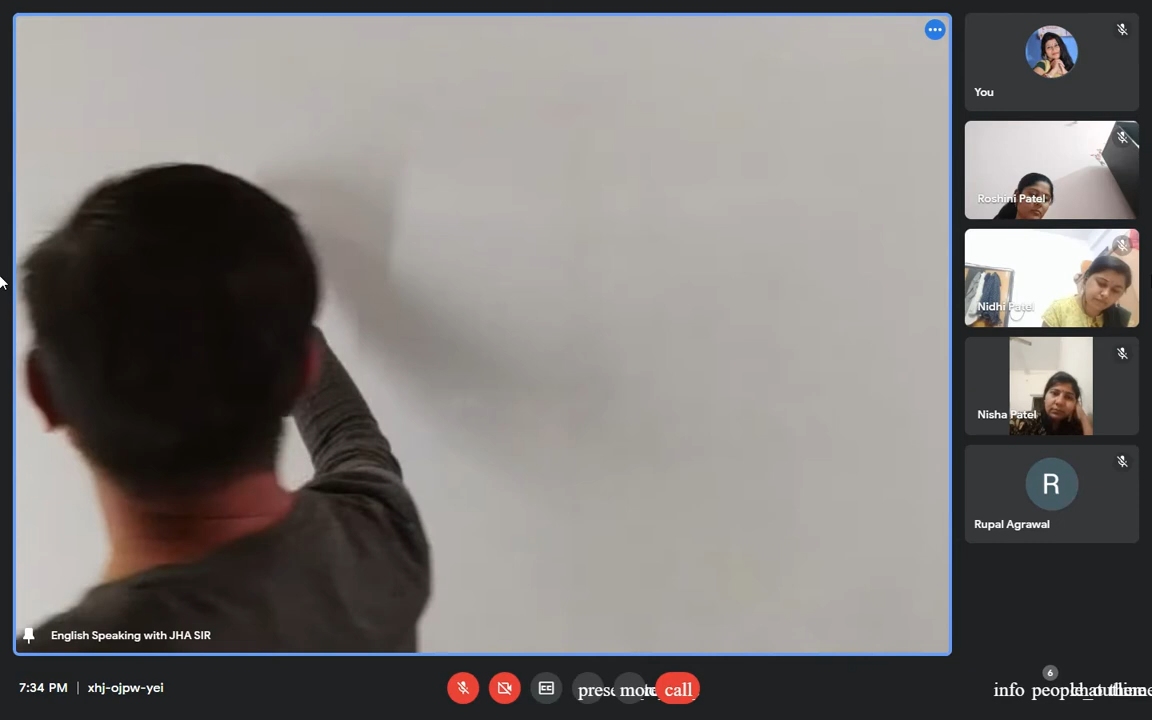 You
Roshini Patel
Nidhi Patel
Nisha Patel
R
Rupal Agrawal
English Speaking with JHA SIR
7:34 PM | xhj-ojpw-yei
CC
call
6
info